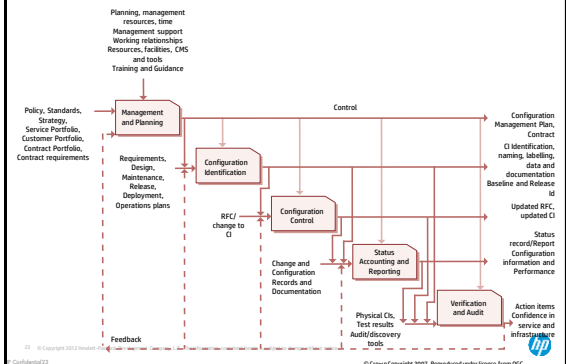 Planning, management
resources, time
Management support
Working relationships
Resources, facilities, CMS
and tools
Training and Guidance
Policy, Standards,
Strategy,
Service Portfolio,
Customer Portfolio,
Contract Portfolio,
Contract requirements
Management
and Planning
Control
Configuration
Management Plan,
Contract
Requirements,
Design,
Maintenance,
Release,
Deployment,
Operations plans
Configuration
Identification
CI Identification,
naming, labelling,
data and
documentation
Baseline and Release
Id
RFC/
change to
CI
Configuration
Control
Updated RFC,
updated CI
Change and
Configuration
Records and
Documentation
Status
Accounting and
Reporting
Status
record/Report
Configuration
information and
Performance
Physical CIs,
Test results
Audit/discovery
tools
Verification
and Audit
Action items
Confidence in
service and
infrastructure
Feedback
22 © Copyright 2012 Hewlett-
hp
P Confidential22
© Crown Copyright 2007. Reproduced under licence from OGC